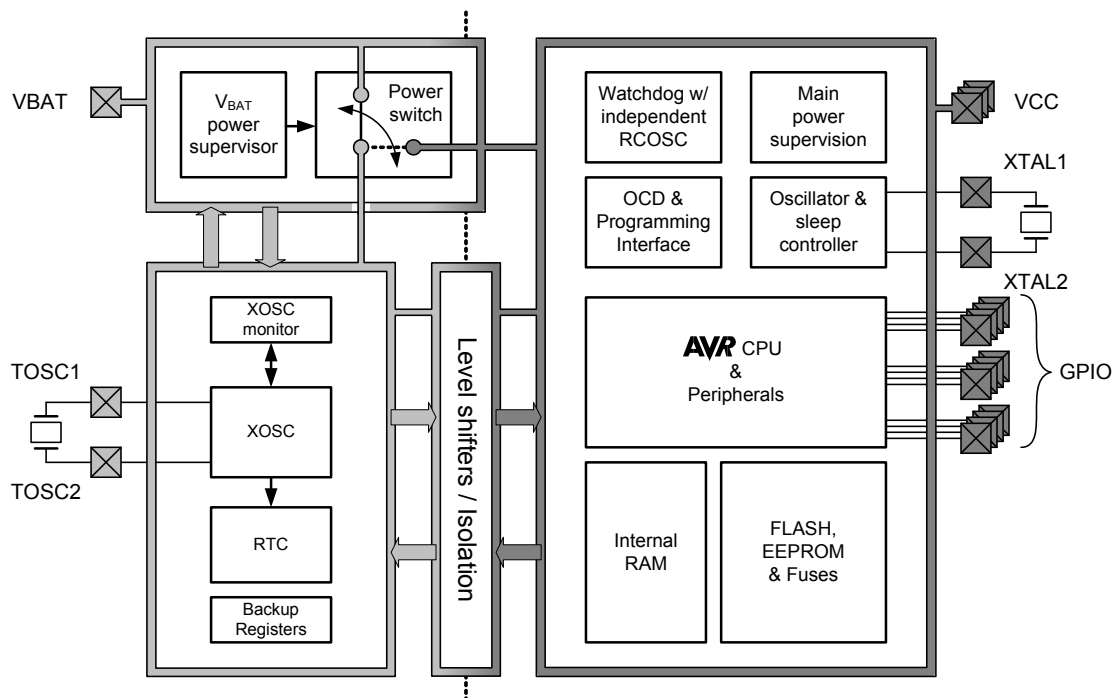 VBAT
VBAT
power
supervisor
Power
switch
Watchdog w/
independent
RCOSC
Main
power
supervision
VCC
XTAL1
OCD &
Programming
Interface
Oscillator &
sleep
controller
XTAL2
XOSC
monitor
TOSC1
XOSC
TOSC2
RTC
Backup
Registers
Level shifters / Isolation
AVR CPU
&
Peripherals
GPIO
Internal
RAM
FLASH,
EEPROM
& Fuses